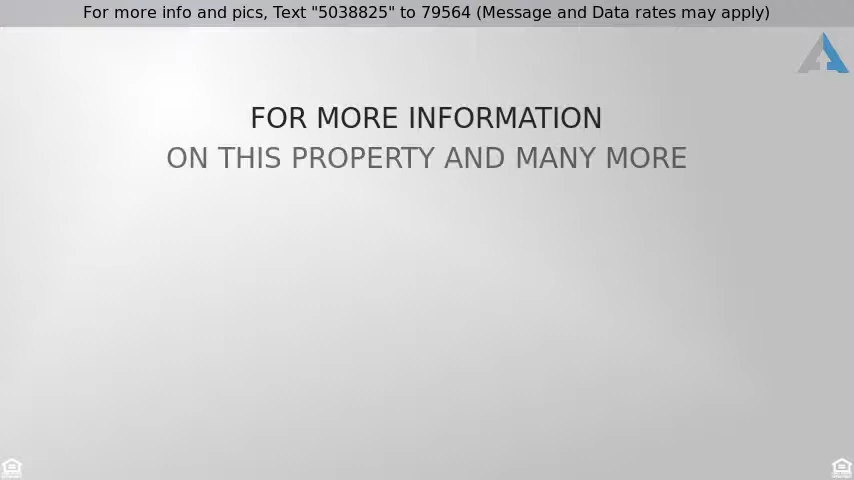 For more info and pics, Text "5038825" to 79564 (Message and Data rates may apply)
FOR MORE INFORMATION
ON THIS PROPERTY AND MANY MORE